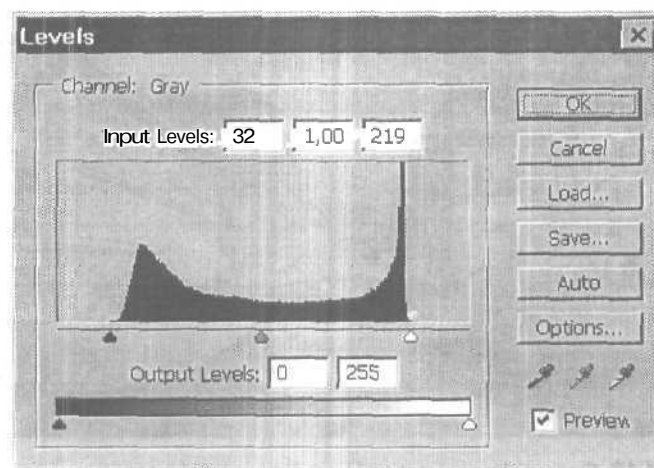 Levels
Channel: Gray
Input Levels: 32 1,00 219
Output Levels: 0 255
OK
Cancel
Load...
Save...
Auto
Options...
Preview